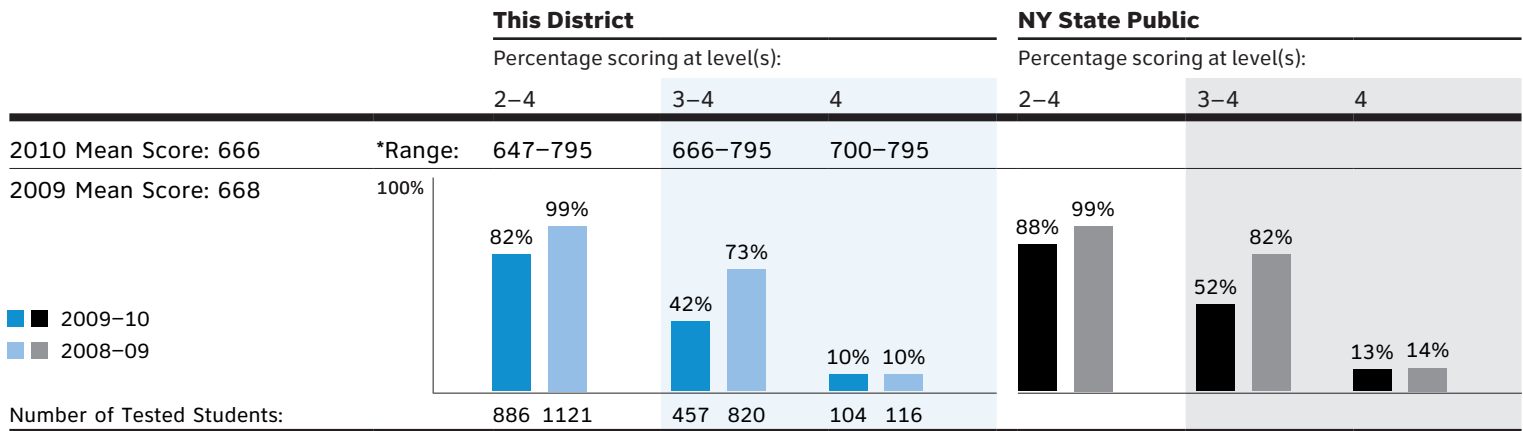 This District NY State Public
Percentage scoring at level(s): Percentage scoring at level(s):
2–4 3–4 4 2–4 3–4 4
2010 Mean Score: 666 *Range: 647–795 666–795 700–795
2009 Mean Score: 668 100%
99% 99%
82% 88% 82%
73%
42% 52%
10% 10% 13% 14%
2009–10
2008–09
Number of Tested Students: 886 1121 457 820 104 116